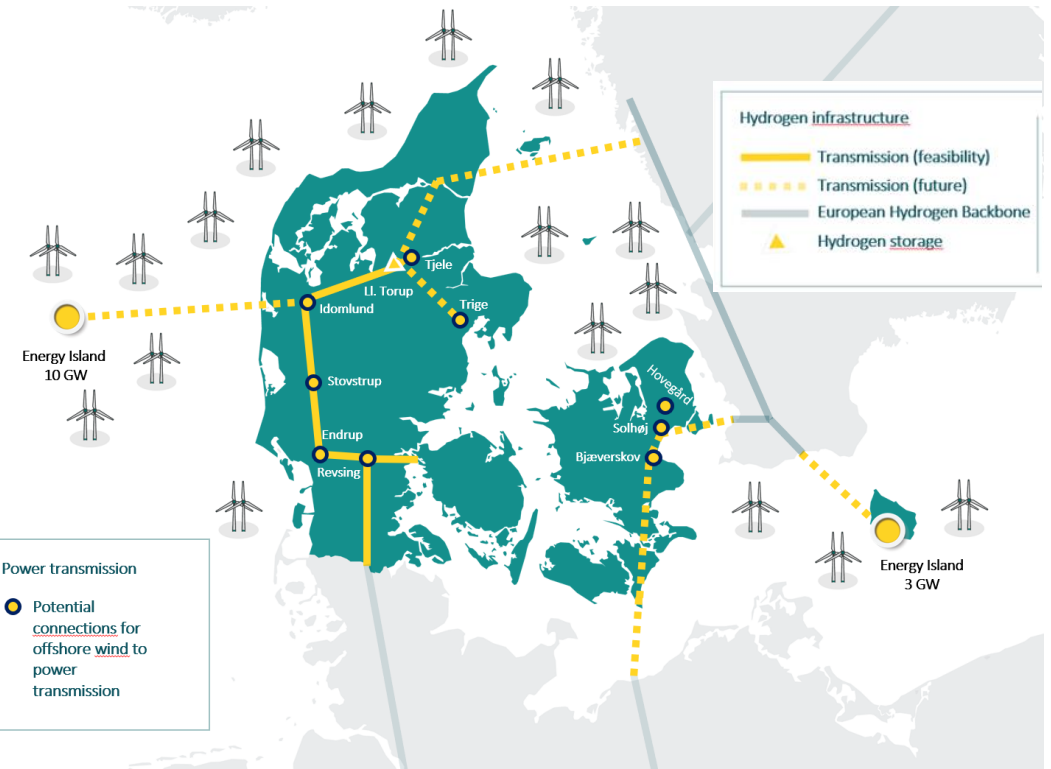 Hydrogen infrastructure
Transmission (feasibility)
Transmission (future)
European Hydrogen Backbone
Hydrogen storage
Tjele
Ll. Torup
Idomlund
Trige
Energy Island
10 GW
Stovstrup
Hovegård
Solhøj
Endrup
Bjæverskov
Revsing
Energy Island
3 GW
Power transmission
Potential
connections for
offshore wind to
power
transmission